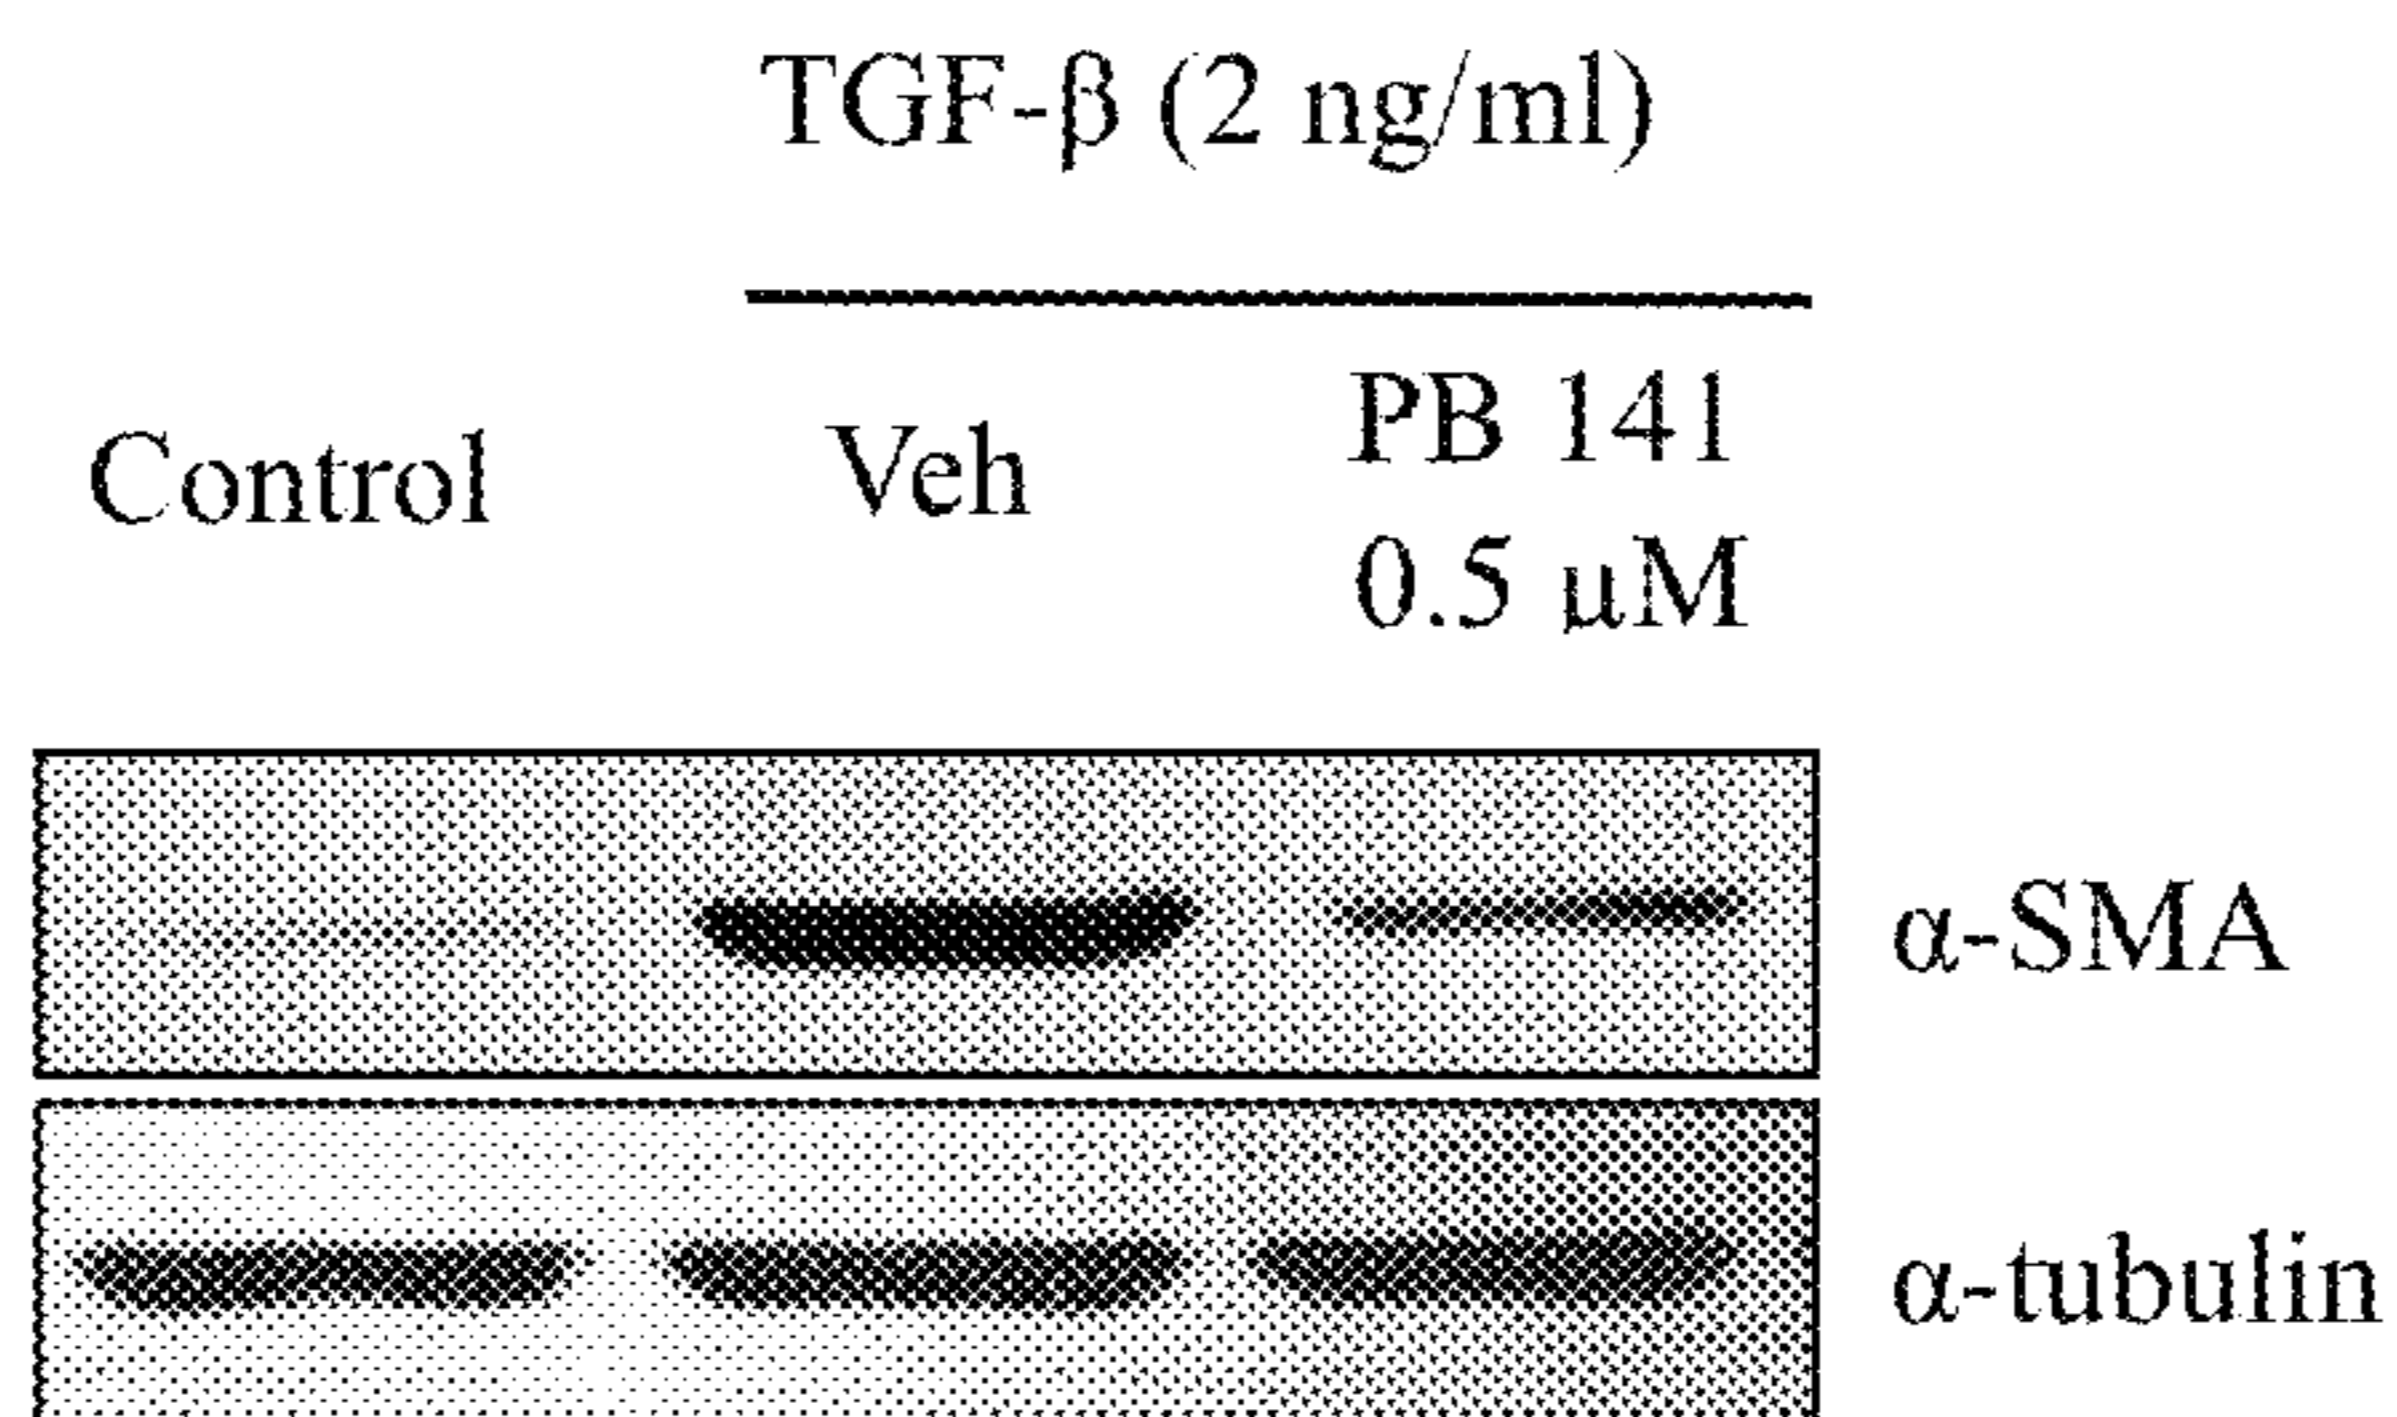 TGF-β (2 ng/ml)
Control
Veh
PB 141
0.5 μM
α-SMA
α-tubulin